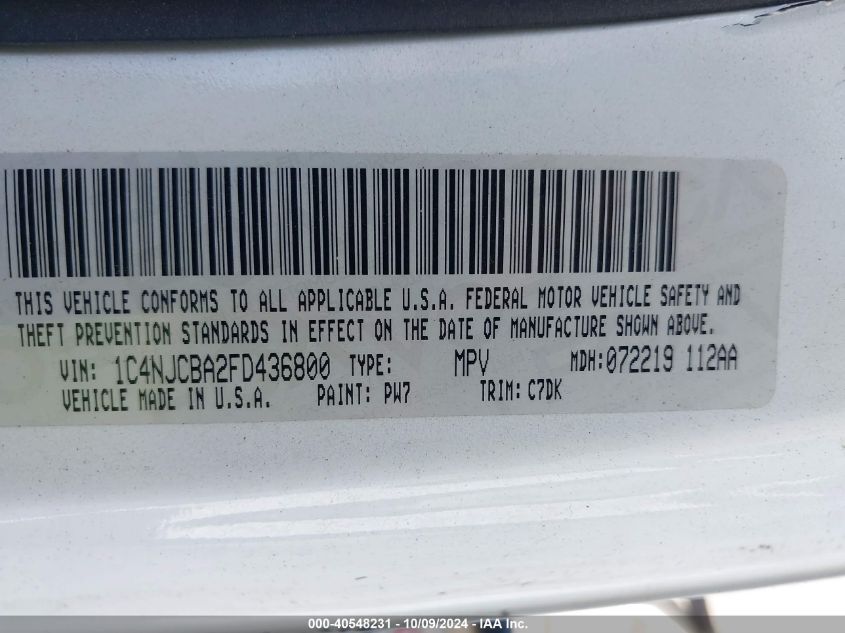 THIS VEHICLE CONFORMS TO ALL APPLICABLE U.S.A. FEDERAL MOTOR VEHICLE SAFETY AND
THEFT PREVENTION STANDARDS IN EFFECT ON THE DATE OF MANUFACTURE SHOWN ABOVE.
VIN: 1C4NJCBA2FD436800 TYPE: MPV MDH:072219 112AA
VEHICLE MADE IN U.S.A. PAINT: PW7 TRIM: C7DK
000-40548231 - 10/09/2024 - IAA Inc.